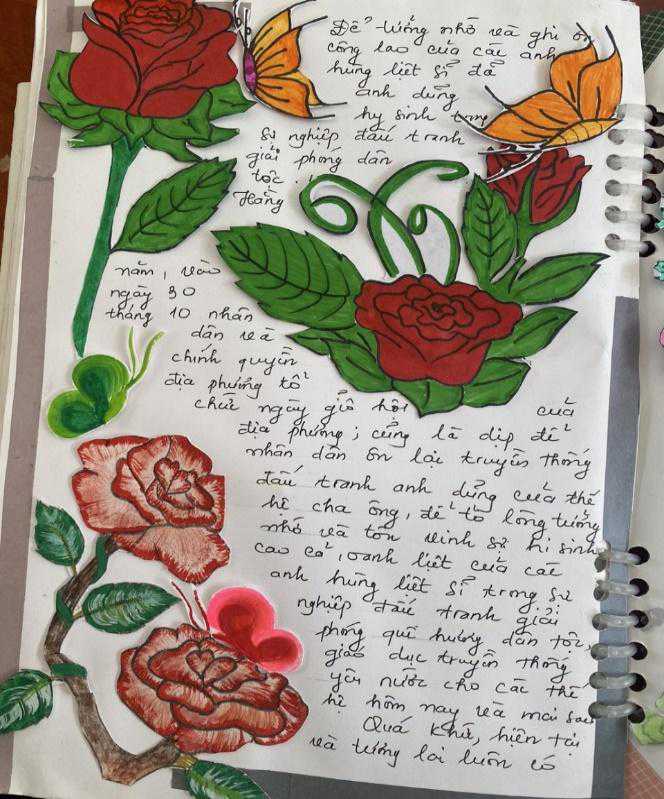 Để tưởng nhớ và ghi ơn
công lao của các anh
hùng liệt sĩ đã
anh dũng
hy sinh trong
sự nghiệp đấu tranh
giải phóng dân
tộc.
Hằng
năm, vào
ngày 30
tháng 10 nhân
dân và
chính quyền
địa phương tổ
chức ngày giỗ hội của
địa phương; cũng là dịp để
nhân dân ôn lại truyền thống
đấu tranh anh dũng của thế
hệ cha ông, để tỏ lòng tưởng
nhớ và tôn vinh sự hi sinh
cao cả, oanh liệt của các
anh hùng liệt sĩ trong sự
nghiệp đấu tranh giải
phóng quê hương dân tộc,
giáo dục truyền thống
yêu nước cho các thế
hệ hôm nay và mai sau
Quá khứ, hiện tại
và tương lai luôn có